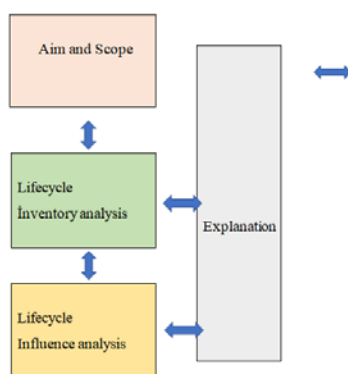 Aim and Scope
Lifecycle
İnventory analysis
Explanation
Lifecycle
Influence analysis